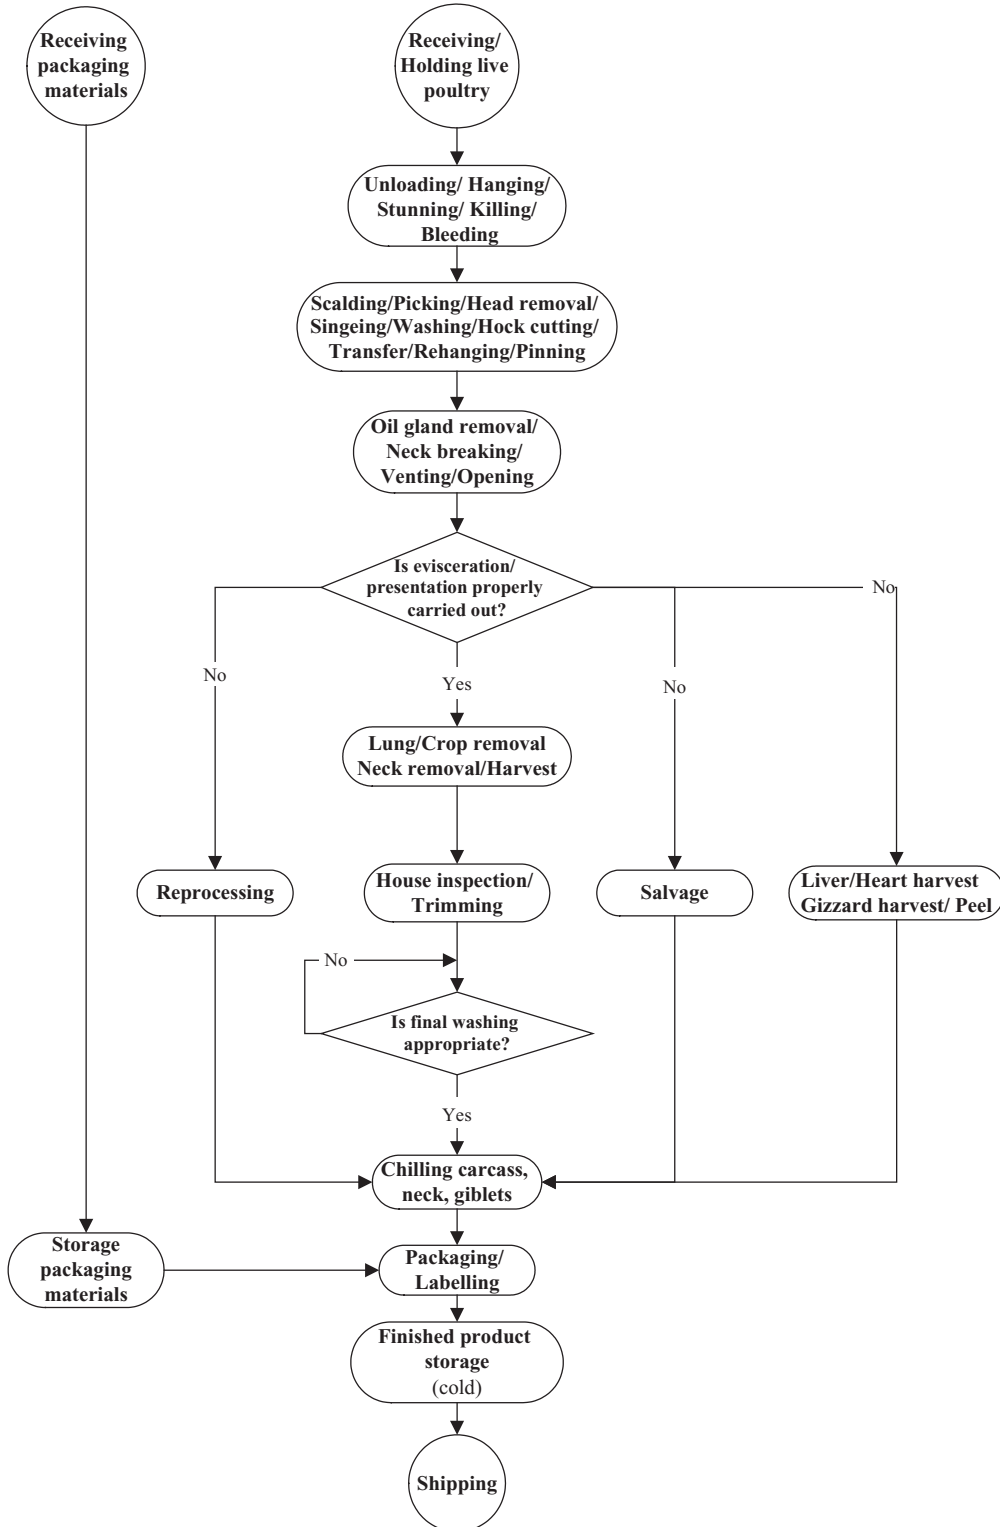 Receiving
packaging
materials
Receiving/
Holding live
poultry
Unloading/ Hanging/
Stunning/ Killing/
Bleeding
Scalding/Picking/Head removal/
Singeing/Washing/Hock cutting/
Transfer/Rehanging/Pinning
Oil gland removal/
Neck breaking/
Venting/Opening
Is evisceration/
presentation properly
carried out?
No
No
Yes
No
Lung/Crop removal
Neck removal/Harvest
Reprocessing
House inspection/
Trimming
Salvage
Liver/Heart harvest
Gizzard harvest/ Peel
No
Is final washing
appropriate?
Yes
Chilling carcass,
neck, giblets
Storage
packaging
materials
Packaging/
Labelling
Finished product
storage
(cold)
Shipping